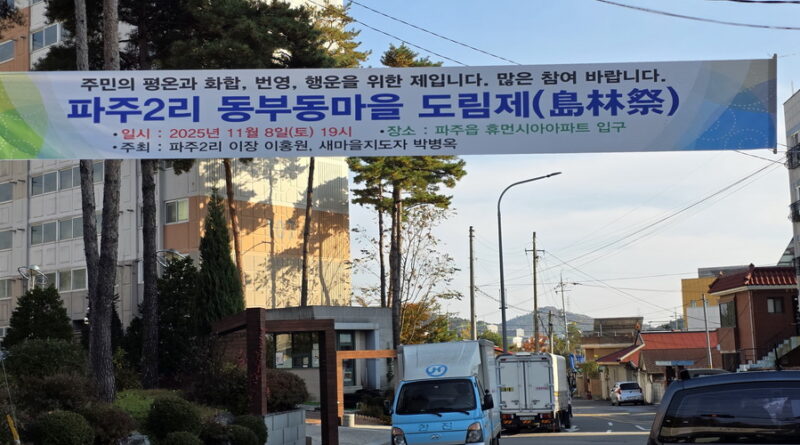 주민의 평온과 화합, 번영, 행운을 위한 제입니다. 많은 참여 바랍니다.
파주2리 동부동마을 도림제(島林祭)
•일시 : 2025년 11월 8일(토) 19시 •장소 : 파주읍 휴먼시아아파트 입구
•주최 : 파주2리 이장 이홍원, 새마을지도자 박병옥